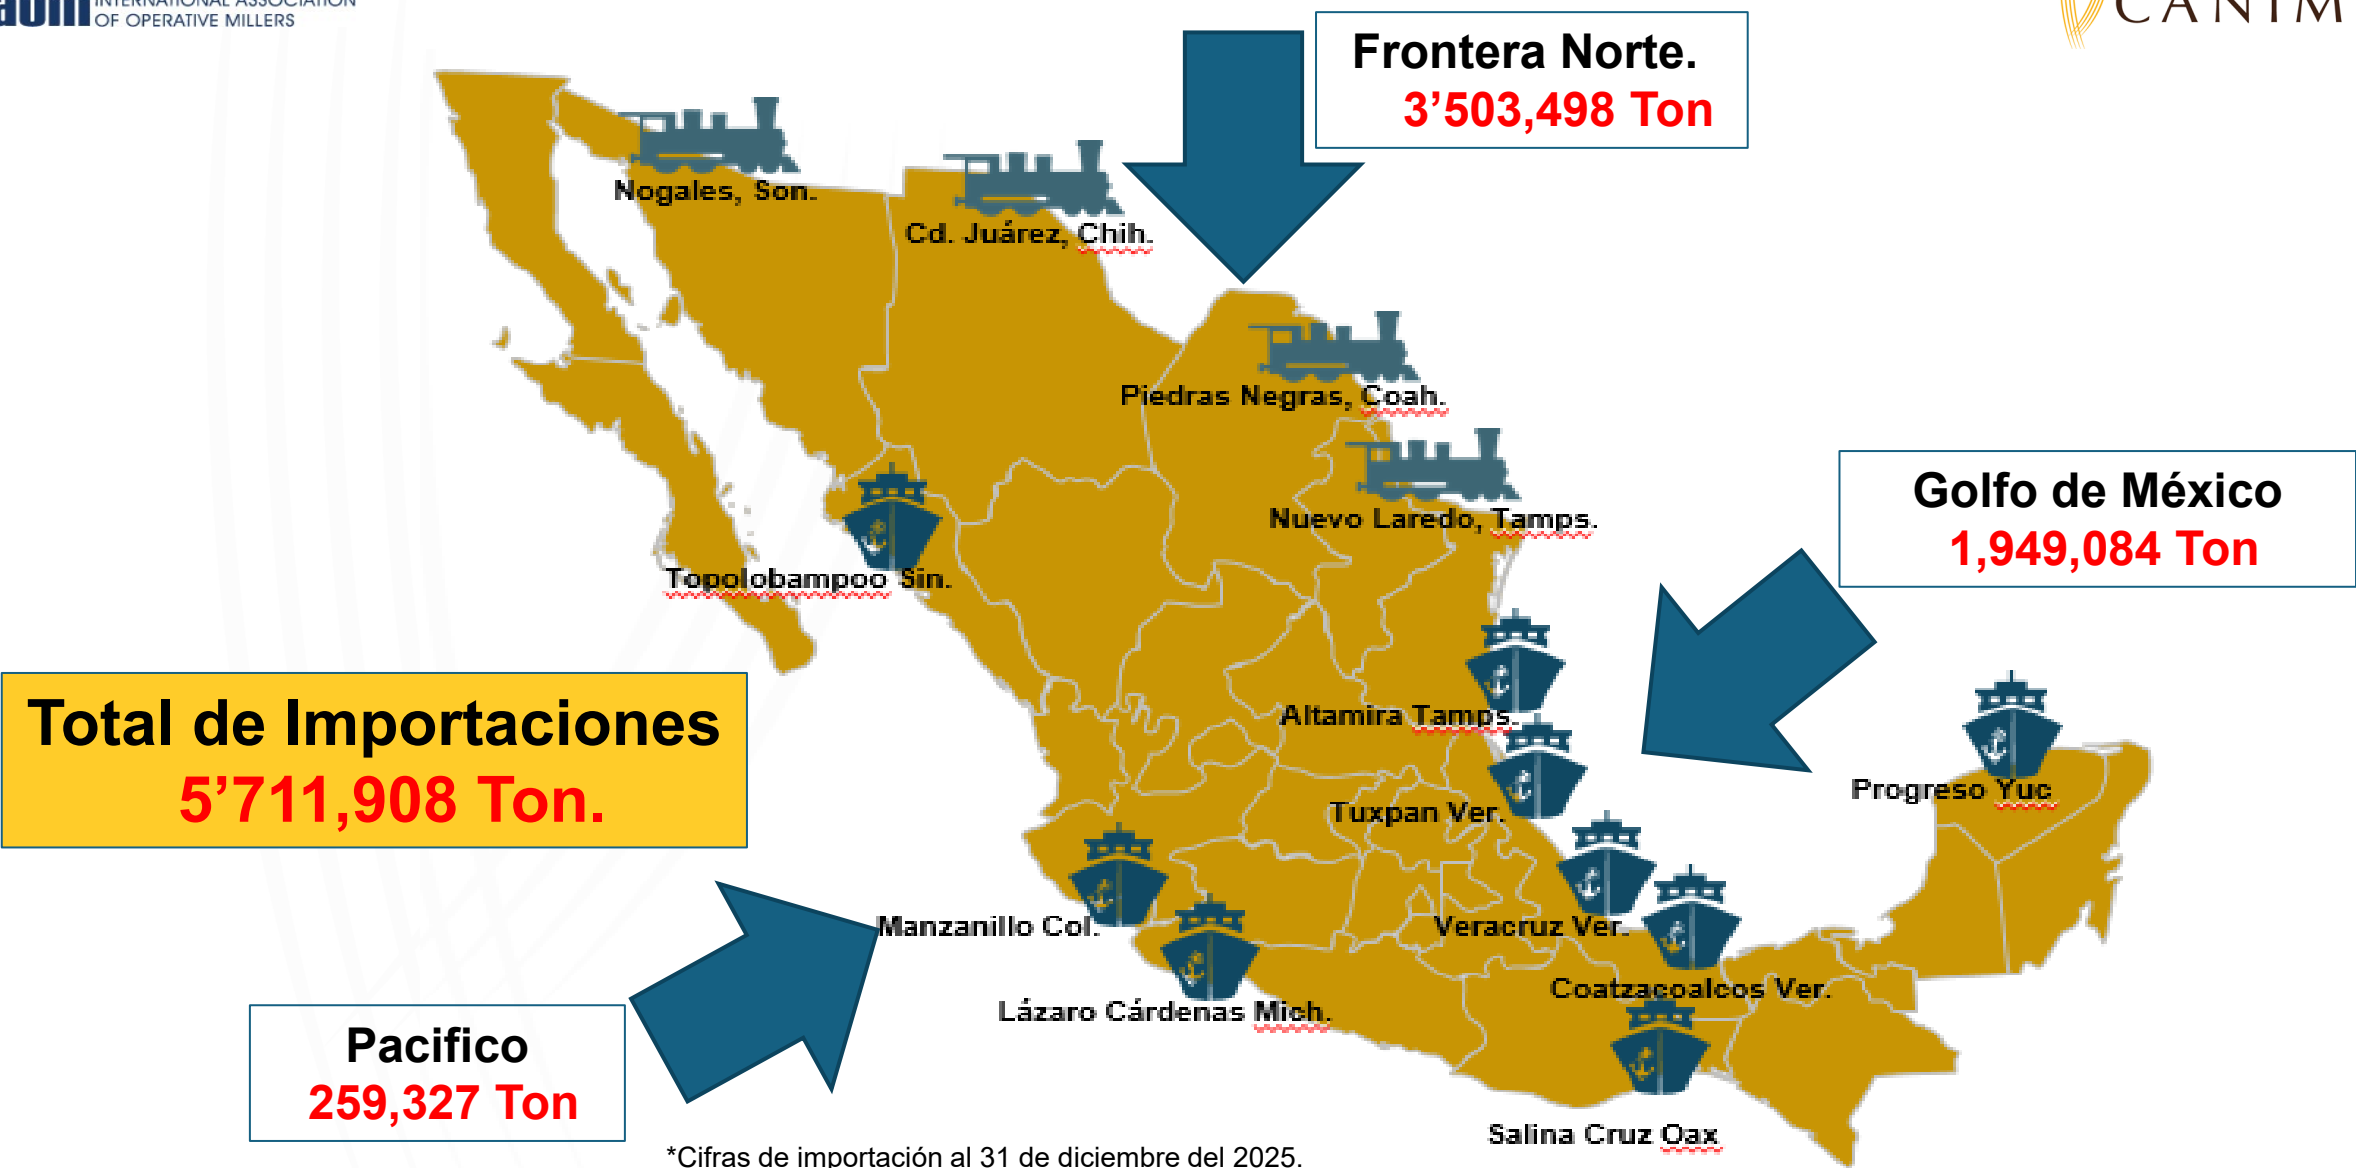 INTERNATIONAL ASSOCIATION
OF OPERATIVE MILLERS
CANIM
Frontera Norte.
3’503,498 Ton
Nogales, Son.
Cd. Juárez, Chih.
Piedras Negras, Coah.
Nuevo Laredo, Tamps.
Golfo de México
1,949,084 Ton
Topolobampoo Sin.
Total de Importaciones
5’711,908 Ton.
Altamira Tamps.
Progreso Yuc
Tuxpan Ver.
Manzanillo Col.
Veracruz Ver.
Coatzacoalcos Ver.
Lázaro Cárdenas Mich.
Pacifico
259,327 Ton
Salina Cruz Oax
*Cifras de importación al 31 de diciembre del 2025.